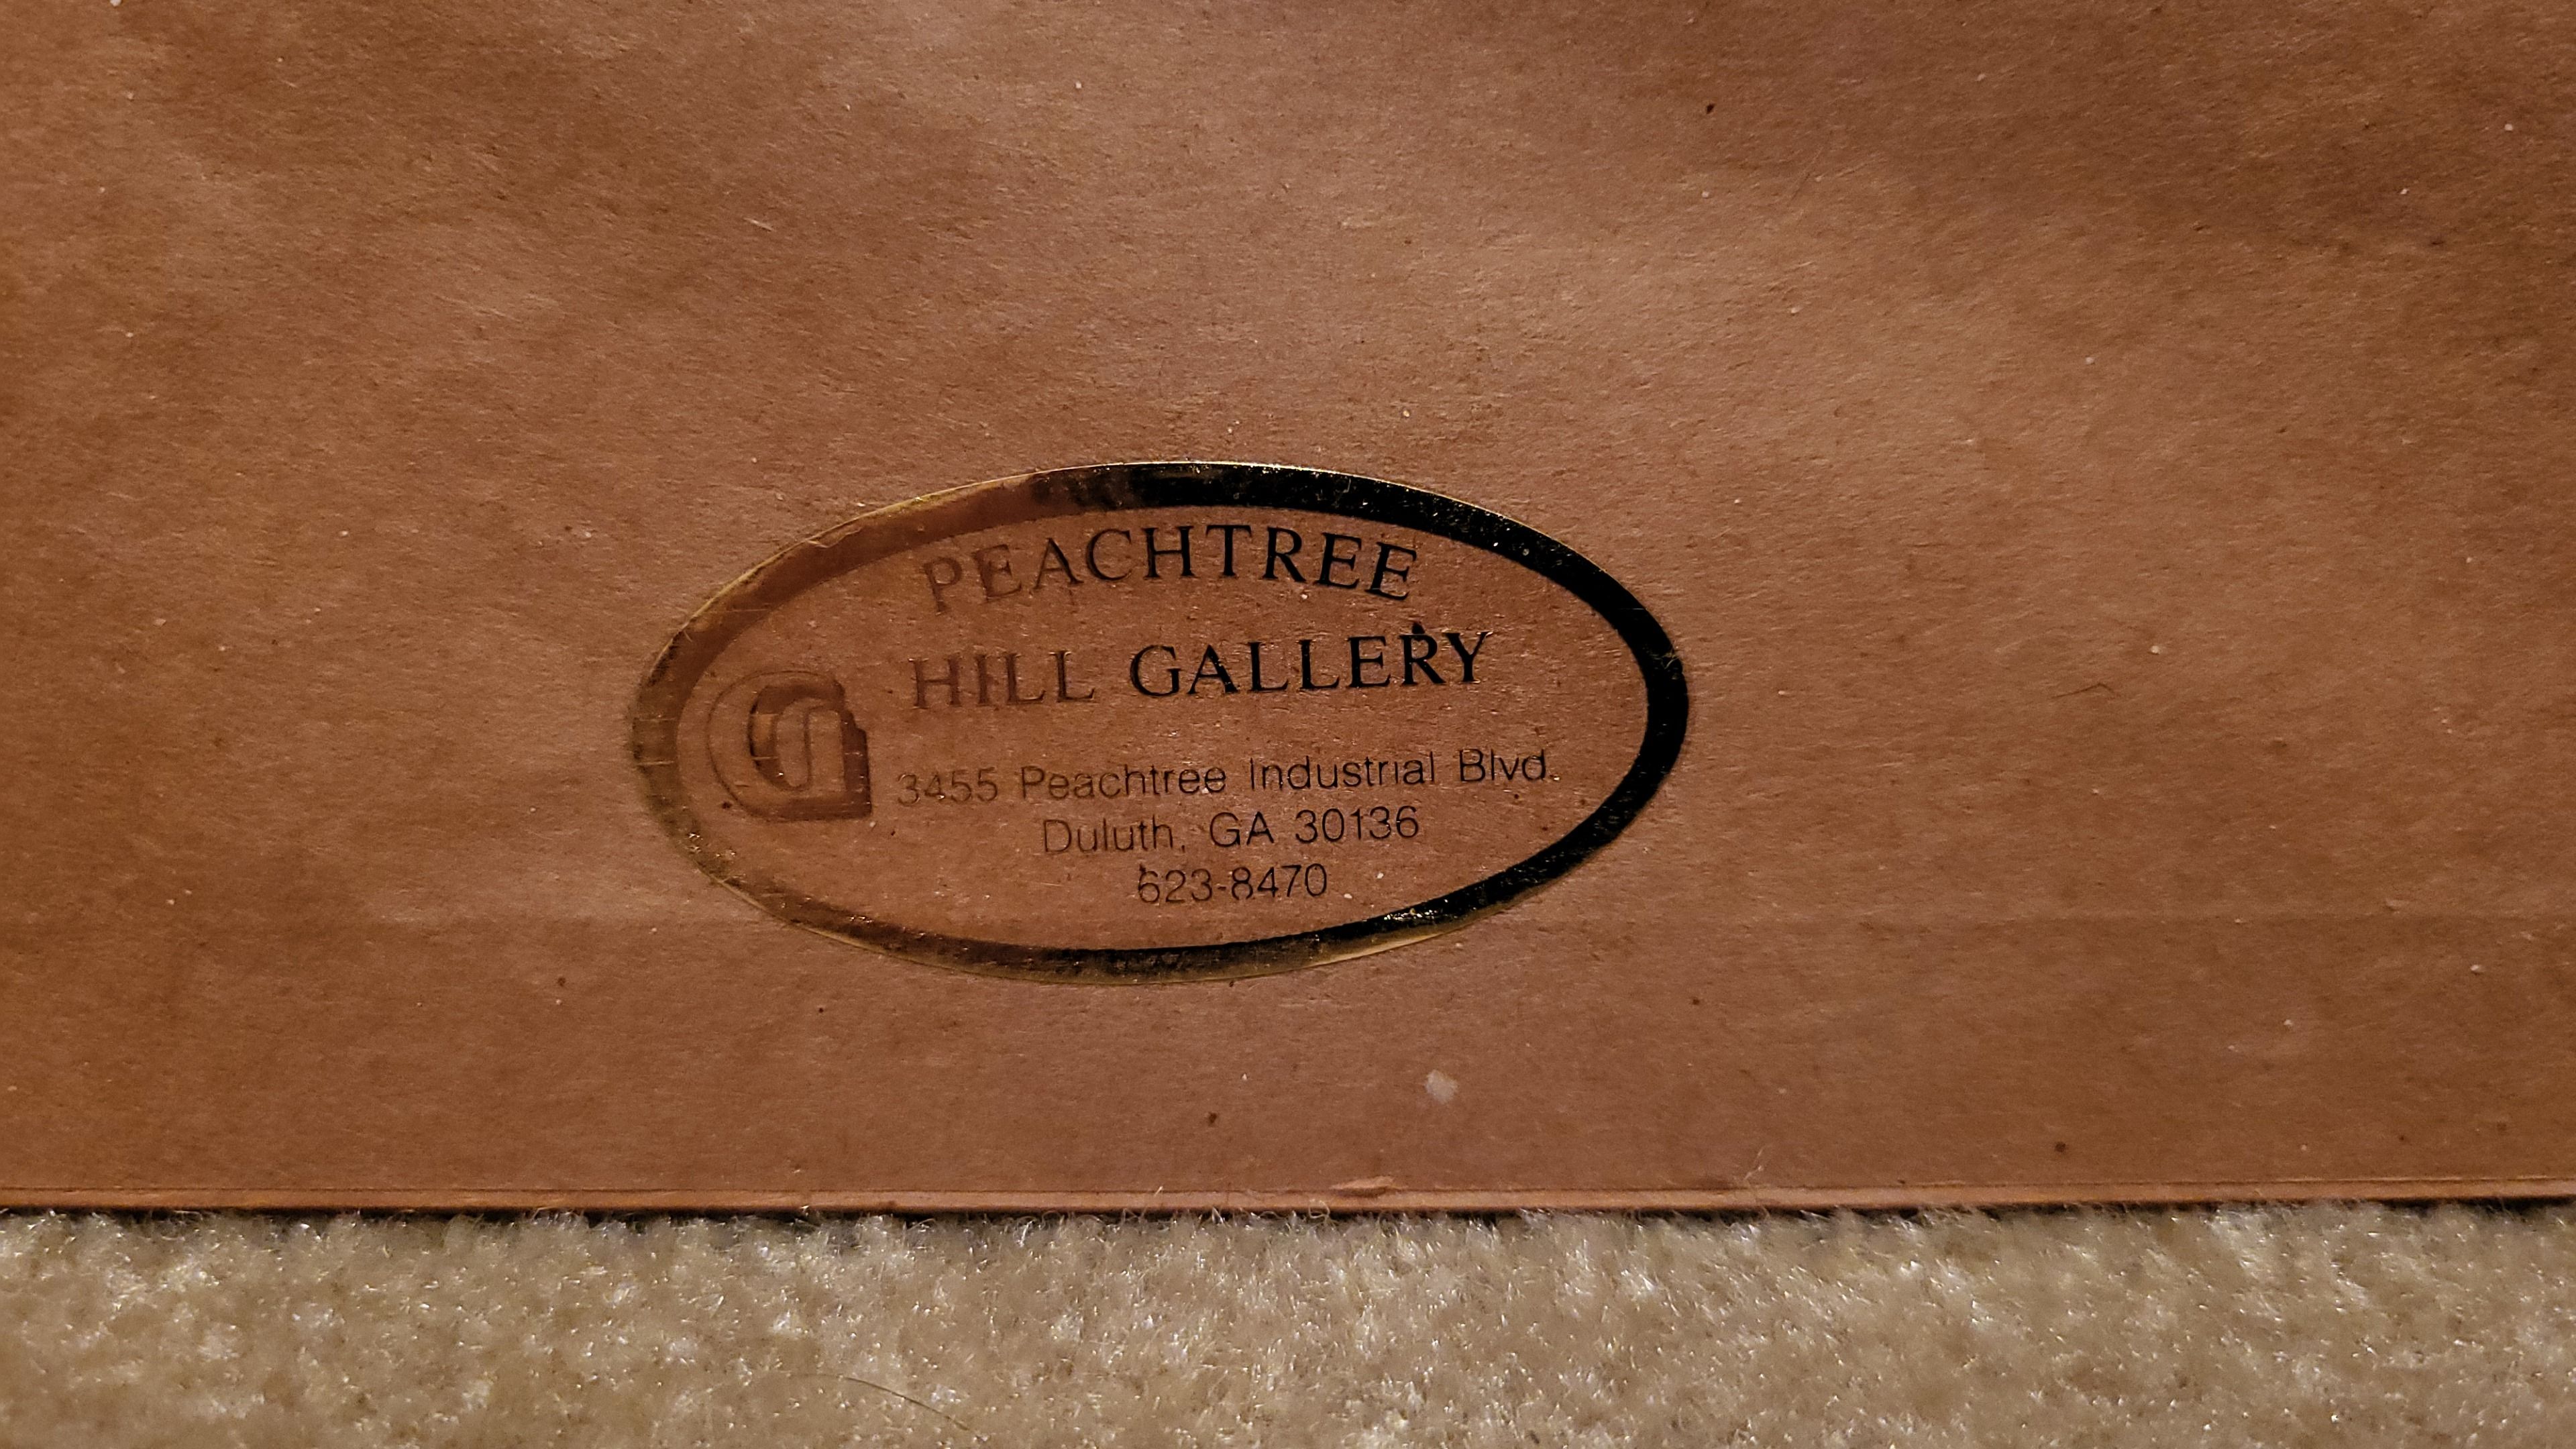 PEACHTREE
HILL GALLERY
3455 Peachtree Industrial Blvd.
Duluth, GA 30136
623-8470